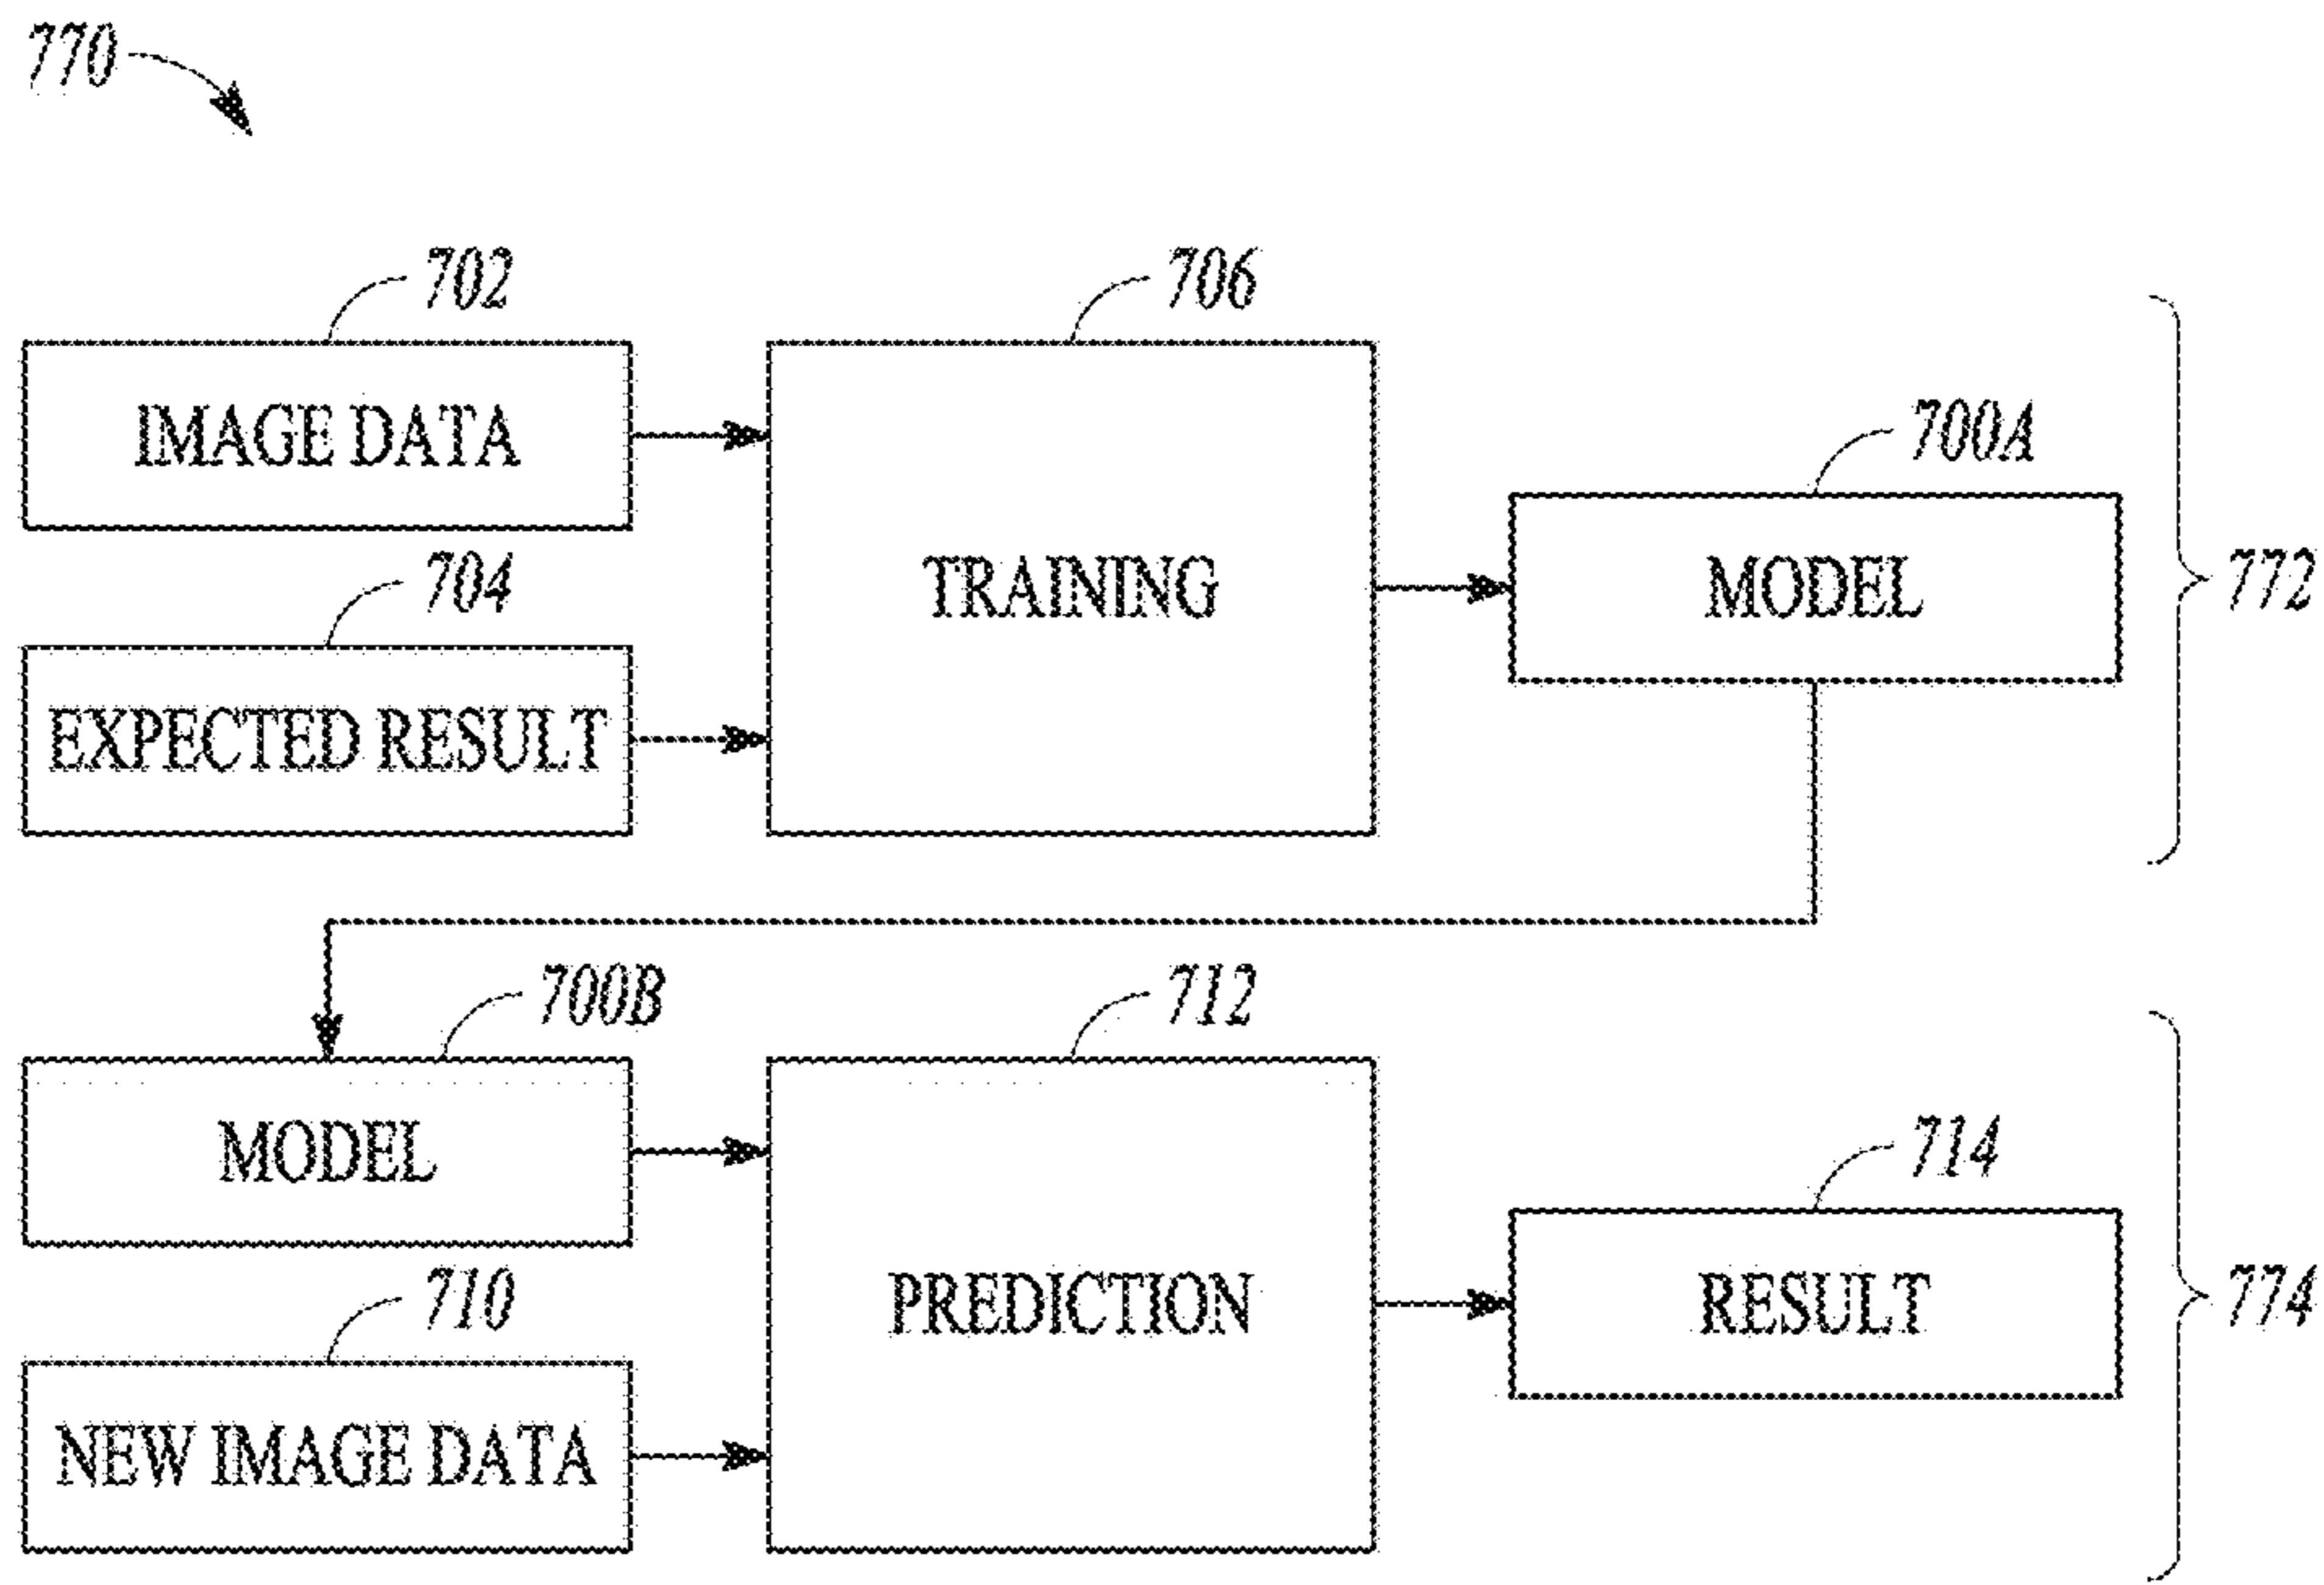 770
702
706
IMAGE DATA
700A
704
TRAINING
MODEL
772
EXPECTED RESULT
700B
712
MODEL
714
710
PREDICTION
RESULT
774
NEW IMAGE DATA